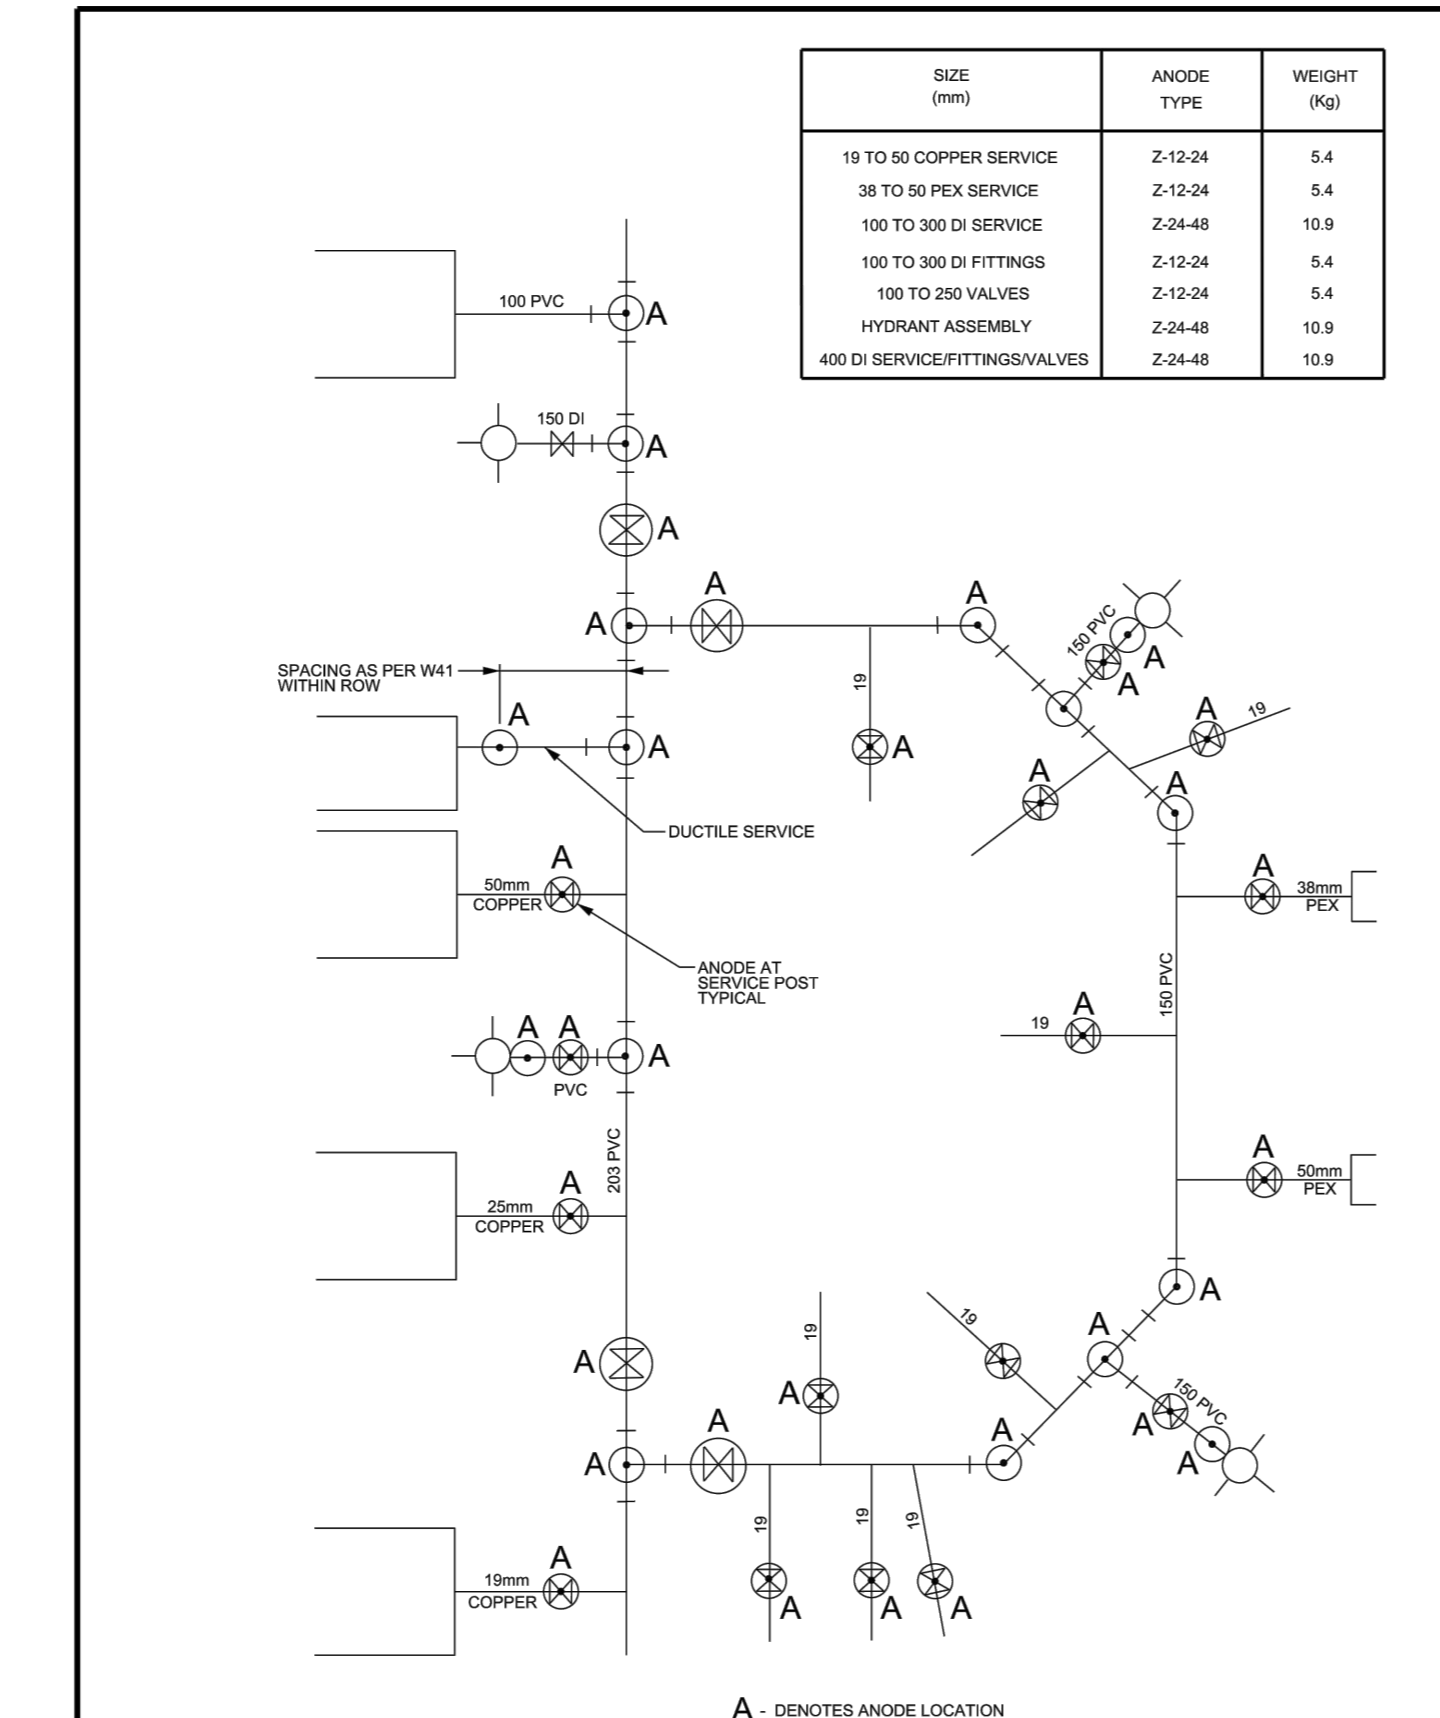 SIZE
(mm)
ANODE
TYPE
WEIGHT
(Kg)
19 TO 50 COPPER SERVICE Z-12-24 5.4
38 TO 50 PEX SERVICE Z-12-24 5.4
100 TO 300 DI SERVICE Z-24-48 10.9
100 TO 300 DI FITTINGS Z-12-24 5.4
100 TO 250 VALVES Z-12-24 5.4
HYDRANT ASSEMBLY Z-24-48 10.9
400 DI SERVICE/FITTINGS/VALVES Z-24-48 10.9
100 PVC
A
150 DI
A
A
A
A
A
150 PVC
A
A
SPACING AS PER W41
WITHIN ROW
A
A
19
A
A
19
A
A
DUCTILE SERVICE
A
50mm
COPPER
A
38mm
PEX
ANODE AT
SERVICE POST
TYPICAL
150 PVC
A
19
A
A
A
PVC
203 PVC
A
50mm
PEX
A
25mm
COPPER
A
19
19
A
A
A
150 PVC
A
A
A
A
A
19
19
19
A
19mm
COPPER
A
A
A
A - DENOTES ANODE LOCATION